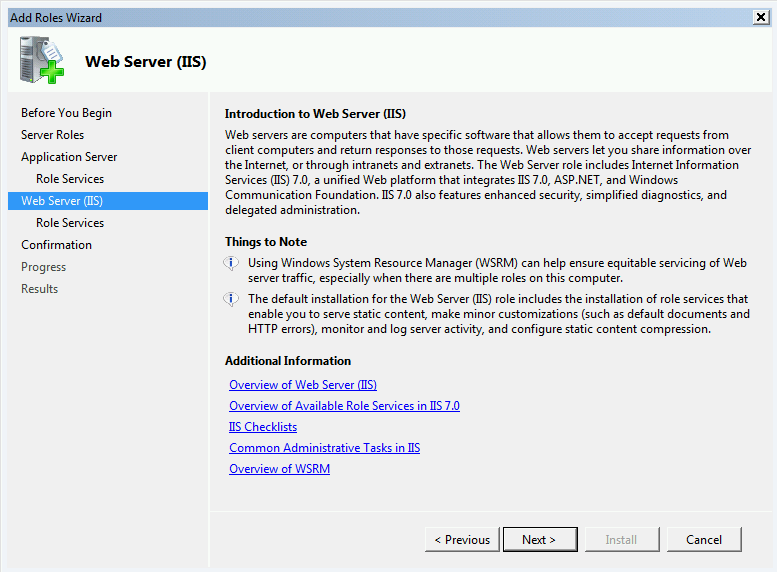 Add Roles Wizard
Web Server (IIS)
Before You Begin
Server Roles
Application Server
Role Services
Web Server (IIS)
Role Services
Confirmation
Progress
Results
Introduction to Web Server (IIS)
Web servers are computers that have specific software that allows them to accept requests from
client computers and return responses to those requests. Web servers let you share information over
the Internet, or through intranets and extranets. The Web Server role includes Internet Information
Services (IIS) 7.0, a unified Web platform that integrates IIS 7.0, ASP.NET, and Windows
Communication Foundation. IIS 7.0 also features enhanced security, simplified diagnostics, and
delegated administration.
Things to Note
Using Windows System Resource Manager (WSRM) can help ensure equitable servicing of Web
server traffic, especially when there are multiple roles on this computer.
The default installation for the Web Server (IIS) role includes the installation of role services that
enable you to serve static content, make minor customizations (such as default documents and
HTTP errors), monitor and log server activity, and configure static content compression.
Additional Information
Overview of Web Server (IIS)
Overview of Available Role Services in IIS 7.0
IIS Checklists
Common Administrative Tasks in IIS
Overview of WSRM
< Previous
Next >
Install
Cancel